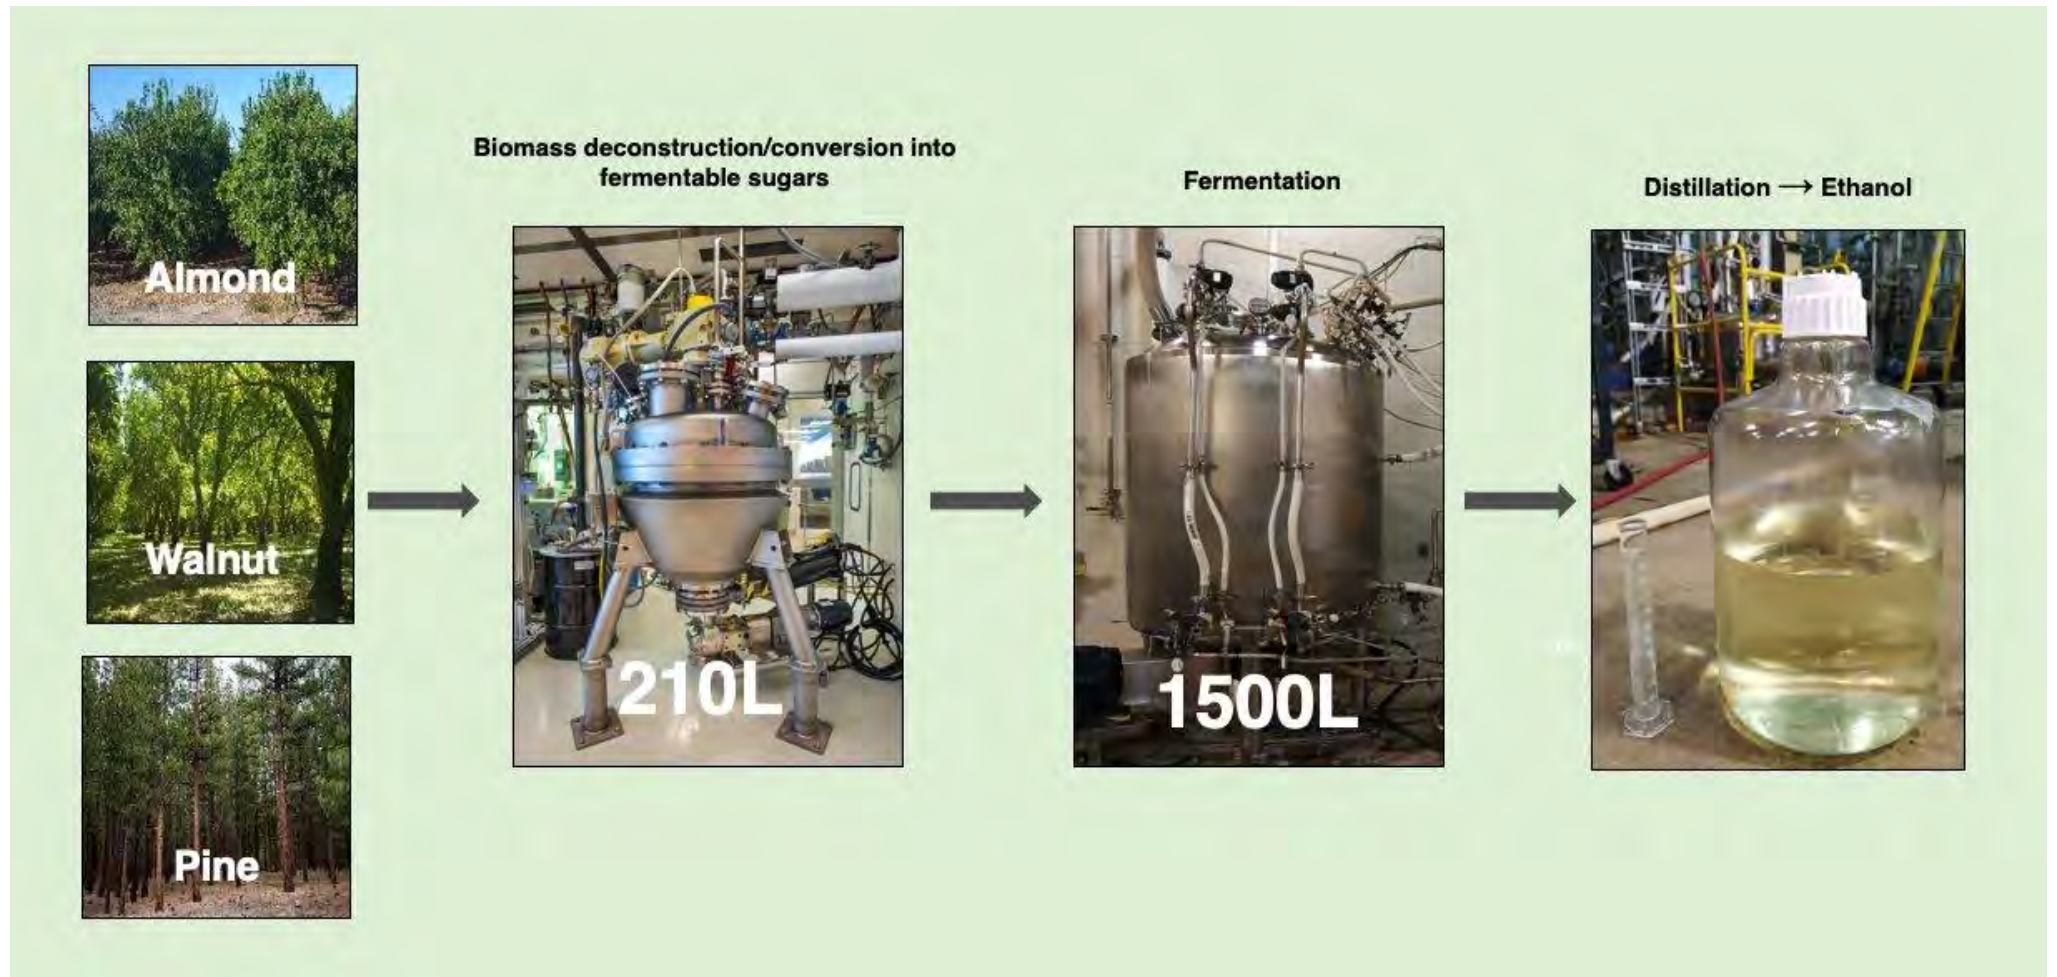 Almond
Walnut
Pine
Biomass deconstruction/conversion into
fermentable sugars
210L
Fermentation
1500L
Distillation → Ethanol